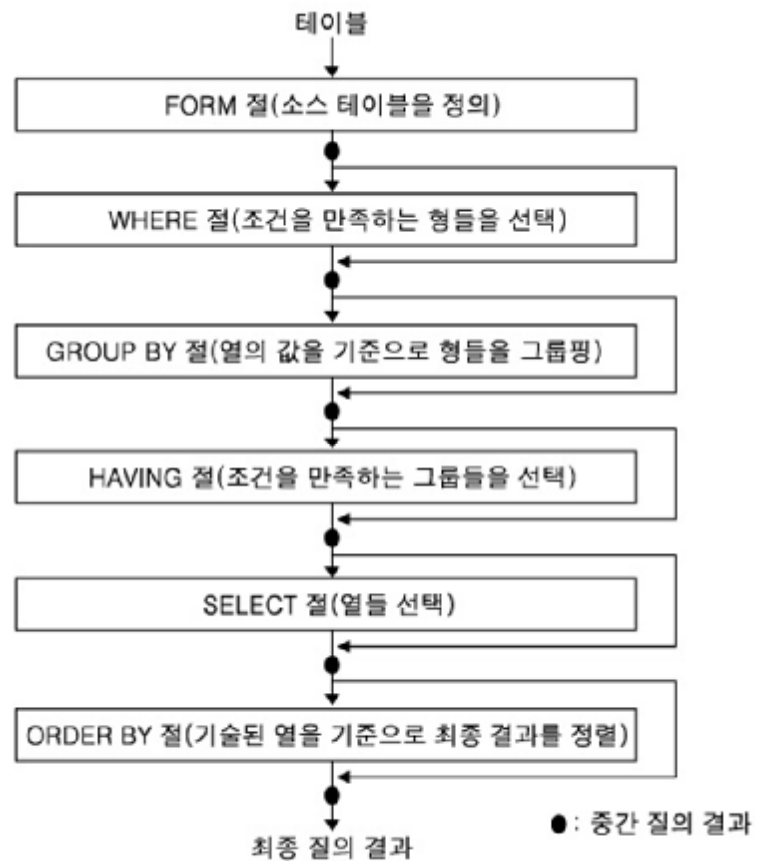 테이블
FORM 절(소스 테이블을 정의)
WHERE 절(조건을 만족하는 형들을 선택)
GROUP BY 절(열의 값을 기준으로 형들을 그룹핑)
HAVING 절(조건을 만족하는 그룹들을 선택)
SELECT 절(열들 선택)
ORDER BY 절(기술된 열을 기준으로 최종 결과를 정렬)
● : 중간 질의 결과
최종 질의 결과